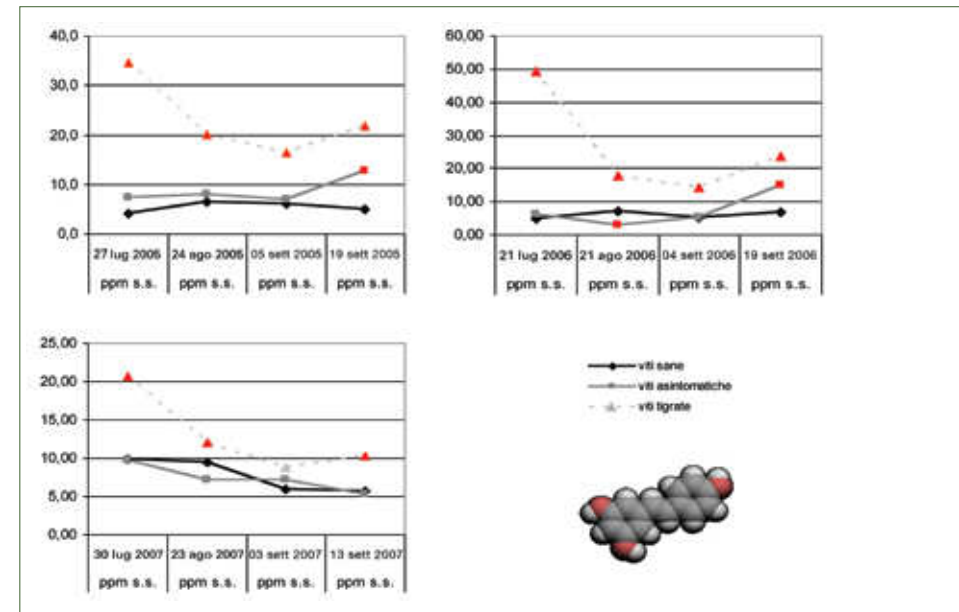 40,0
30,0
20,0
10,0
0,0
27 lug 2005 24 ago 2005 05 sett 2005 19 sett 2005
ppm s.s. ppm s.s. ppm s.s. ppm s.s.
60,00
50,00
40,00
30,00
20,00
10,00
0,00
21 lug 2006 21 ago 2006 04 sett 2006 19 sett 2006
ppm s.s. ppm s.s. ppm s.s. ppm s.s.
25,00
20,00
15,00
10,00
5,00
0,00
30 lug 2007 23 ago 2007 03 sett 2007 13 sett 2007
ppm s.s. ppm s.s. ppm s.s. ppm s.s.
viti sane
viti asintomatiche
viti tigrate